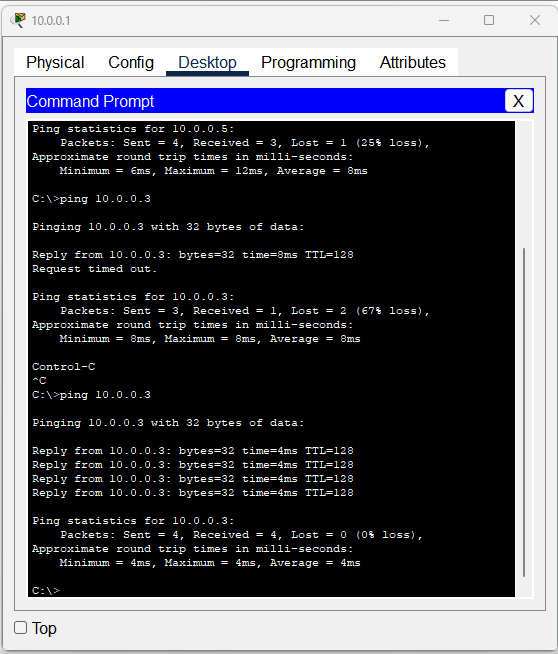 10.0.0.1
Physical Config Desktop Programming Attributes
Command Prompt X
Ping statistics for 10.0.0.5:
    Packets: Sent = 4, Received = 3, Lost = 1 (25% loss),
Approximate round trip times in milli-seconds:
    Minimum = 6ms, Maximum = 12ms, Average = 8ms
C:\>ping 10.0.0.3
Pinging 10.0.0.3 with 32 bytes of data:
Reply from 10.0.0.3: bytes=32 time=8ms TTL=128
Request timed out.
Ping statistics for 10.0.0.3:
    Packets: Sent = 3, Received = 1, Lost = 2 (67% loss),
Approximate round trip times in milli-seconds:
    Minimum = 8ms, Maximum = 8ms, Average = 8ms
Control-C
^C
C:\>ping 10.0.0.3
Pinging 10.0.0.3 with 32 bytes of data:
Reply from 10.0.0.3: bytes=32 time=4ms TTL=128
Reply from 10.0.0.3: bytes=32 time=4ms TTL=128
Reply from 10.0.0.3: bytes=32 time=4ms TTL=128
Reply from 10.0.0.3: bytes=32 time=4ms TTL=128
Ping statistics for 10.0.0.3:
    Packets: Sent = 4, Received = 4, Lost = 0 (0% loss),
Approximate round trip times in milli-seconds:
    Minimum = 4ms, Maximum = 4ms, Average = 4ms
C:\>
Top